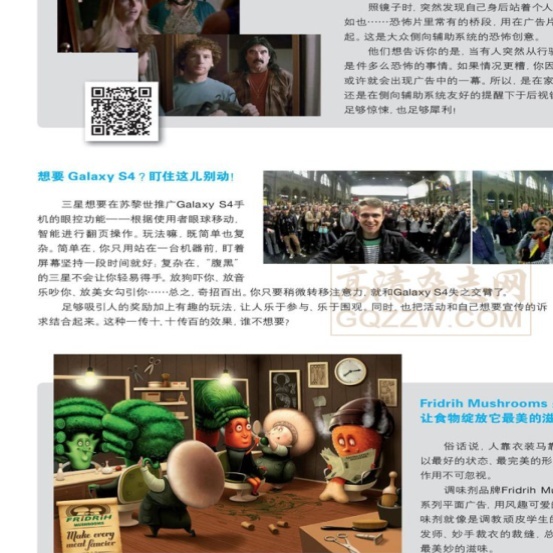 照镜子时，突然发现自己身后站着个人
如也……恐怖片里常有的桥段，用在广告片
起。这是大众侧向辅助系统的恐怖创意。
他们想告诉你的是，当有人突然从行驶
是件多么恐怖的事情。如果情况更糟，你因
或许就会出现广告中的一幕。所以，是在家
还是在侧向辅助系统友好的提醒下于后视镜
足够惊悚，也足够犀利！
想要 Galaxy S4？盯住这儿别动！
三星想要在苏黎世推广Galaxy S4手
机的眼控功能——根据使用者眼球移动，
智能进行翻页操作。玩法嘛，既简单也复
杂。简单在，你只用站在一台机器前，盯着
屏幕坚持一段时间就好；复杂在，“腹黑”
的三星不会让你轻易得手。放狗吓你，放音
乐吵你，放美女勾引你……总之，奇招百出。你只要稍微转移注意力，就和Galaxy S4失之交臂了。
足够吸引人的奖励加上有趣的玩法，让人乐于参与、乐于围观。同时，也把活动和自己想要宣传的诉
求结合起来。这种一传十，十传百的效果，谁不想要？
GQZZW.COM
Fridrih Mushrooms
让食物绽放它最美的滋
俗话说，人靠衣装马靠
以最好的状态、最完美的形
作用不可忽视。
调味剂品牌Fridrih Mu
系列平面广告，用风趣可爱的
味剂就像是调教顽皮学生的
发师，妙手裁衣的裁缝，总
最美妙的滋味。
FRIDRIH
Make every
meal fancier